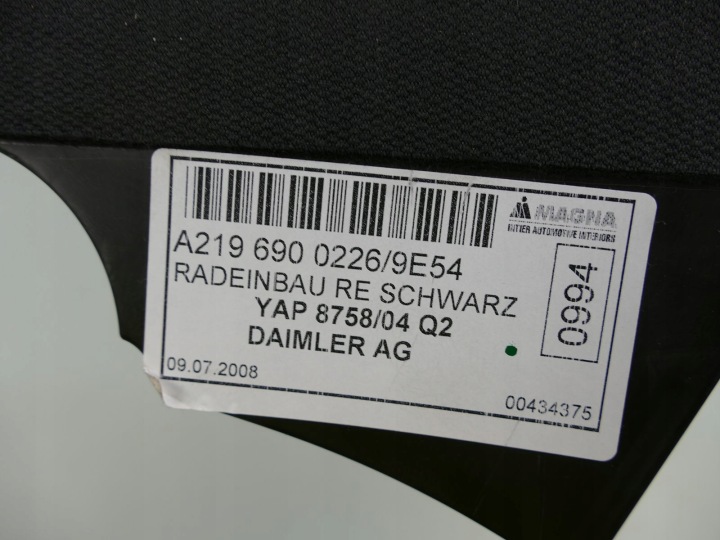 MAGNA
INTIER AUTOMOTIVE INTERIORS
A219 690 0226/9E54
RADEINBAU RE SCHWARZ
YAP 8758/04 Q2
DAIMLER AG
0994
09.07.2008
00434375